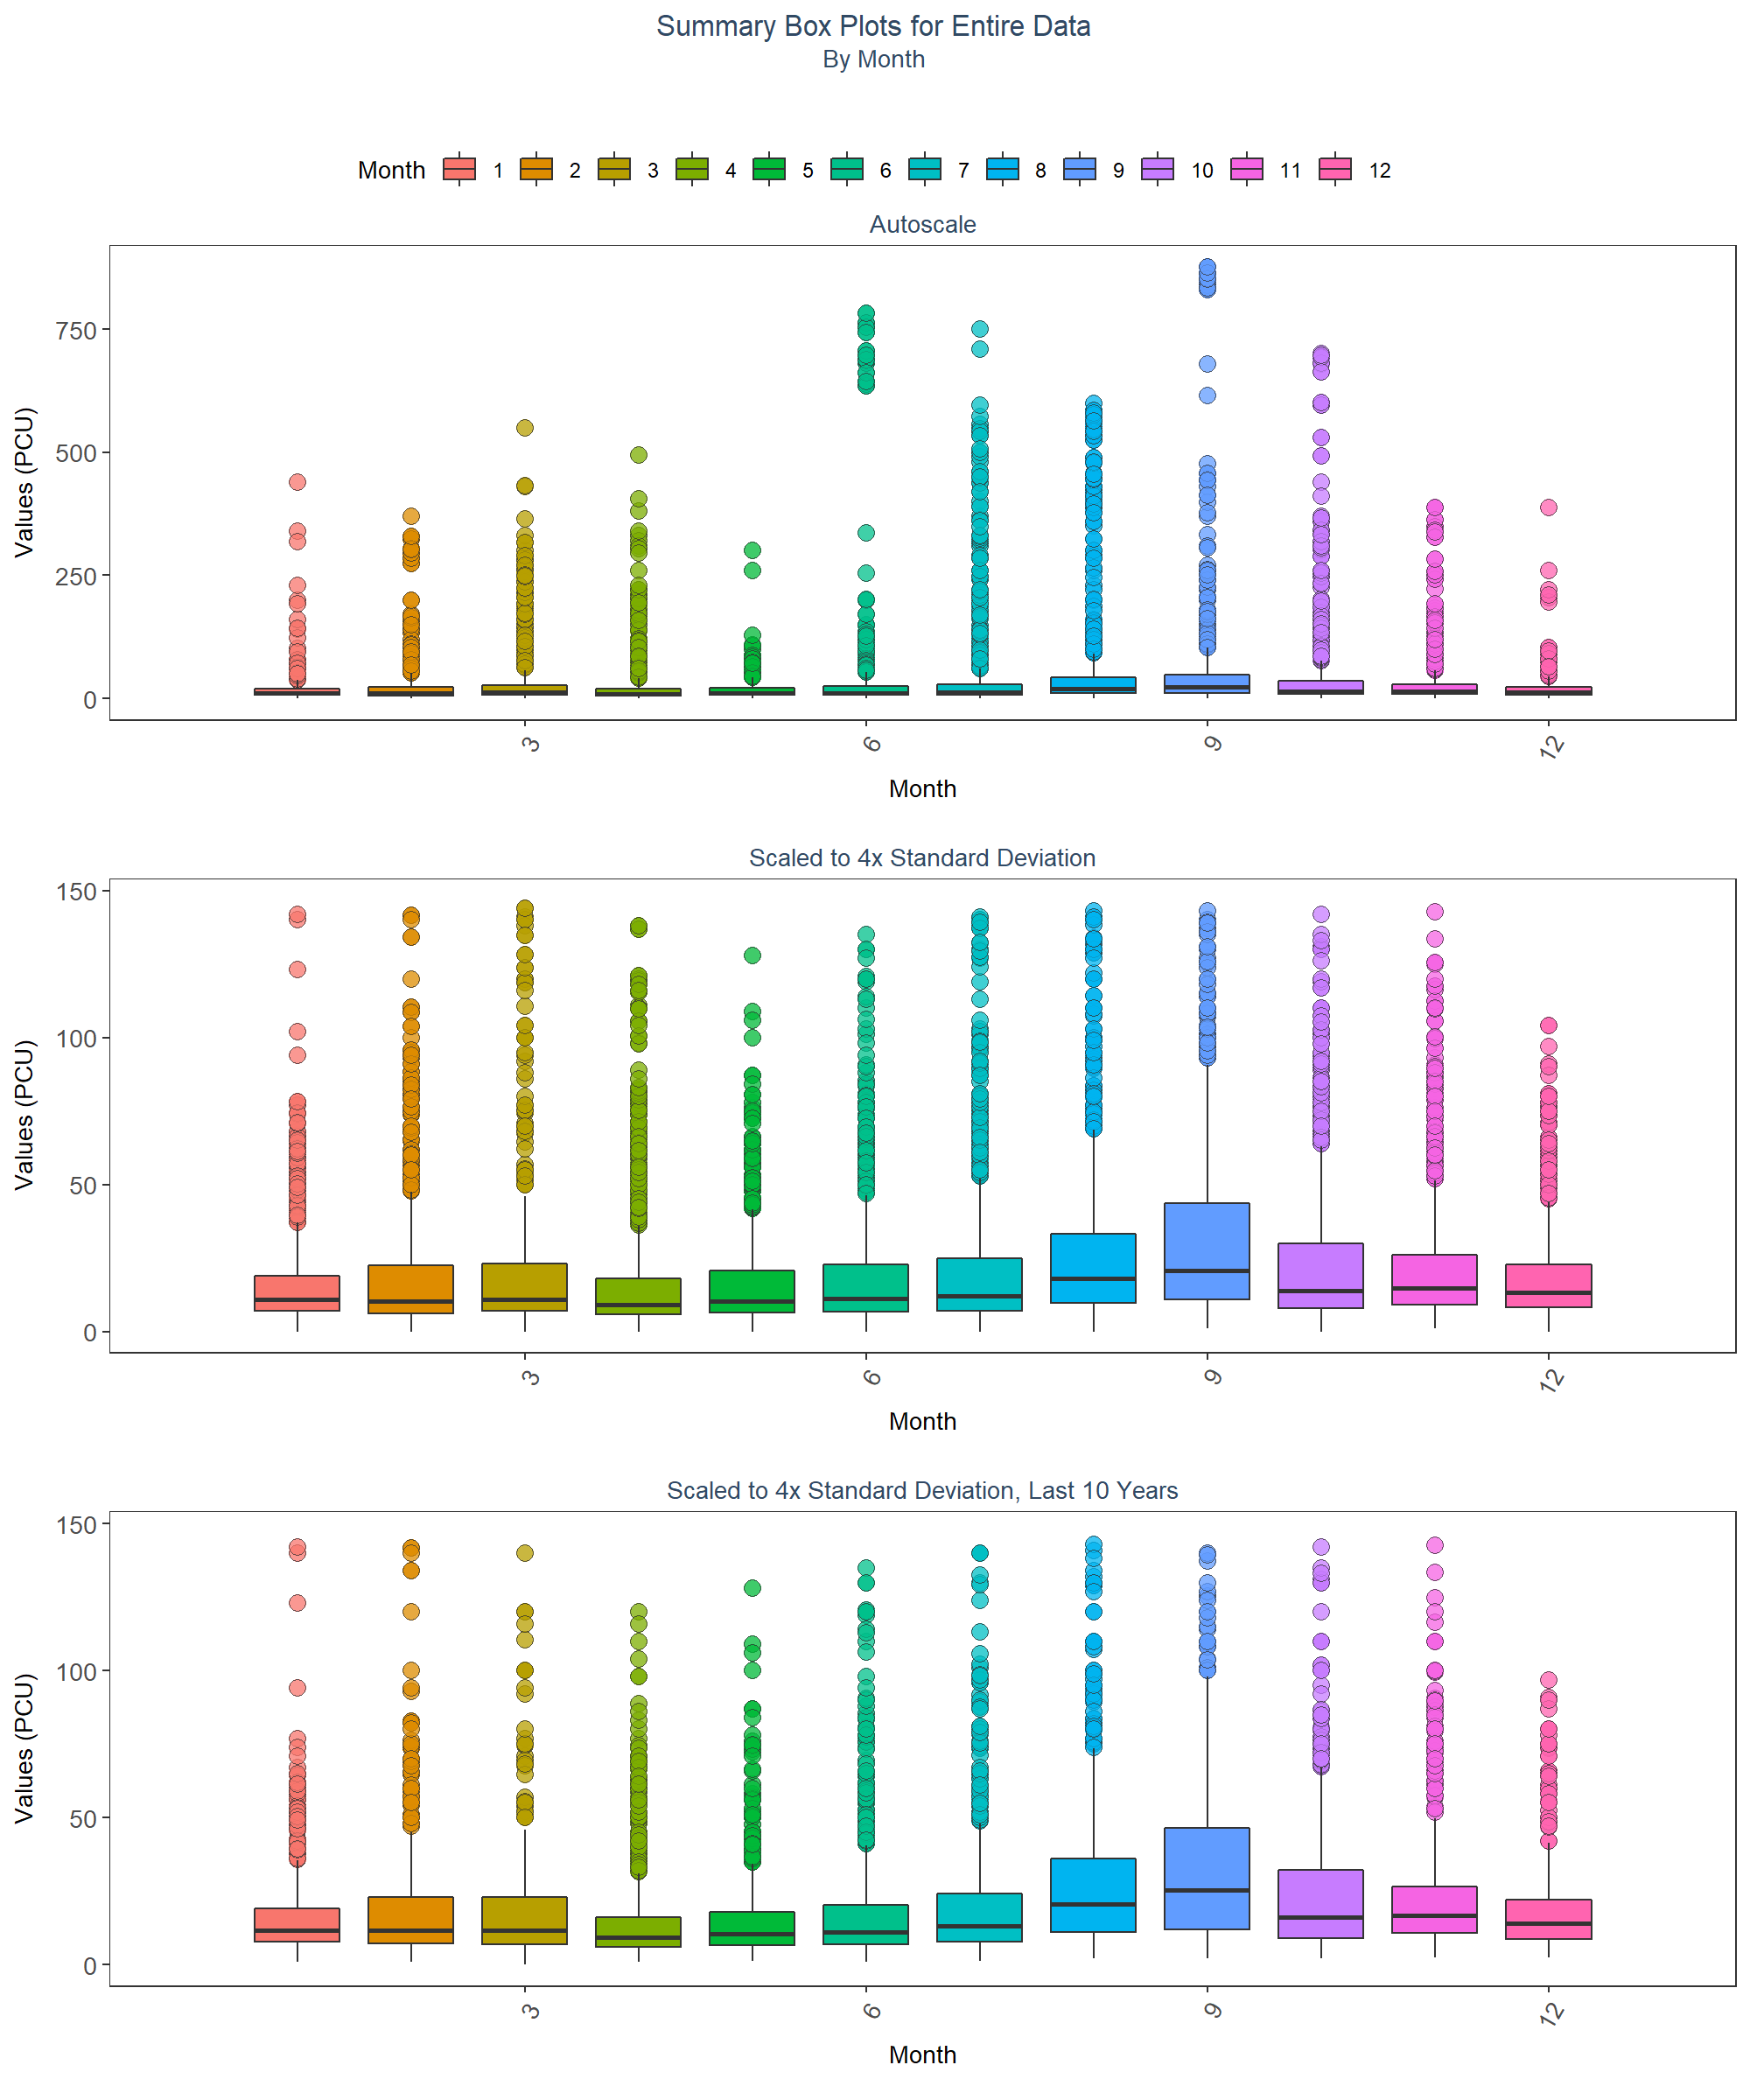 Summary Box Plots for Entire Data
By Month
Month 1 2 3 4 5 6 7 8 9 10 11 12
Autoscale
Values (PCU)
750
500
250
0
3 6 9 12
Month
Scaled to 4x Standard Deviation
Values (PCU)
150
100
50
0
3 6 9 12
Month
Scaled to 4x Standard Deviation, Last 10 Years
Values (PCU)
150
100
50
0
3 6 9 12
Month